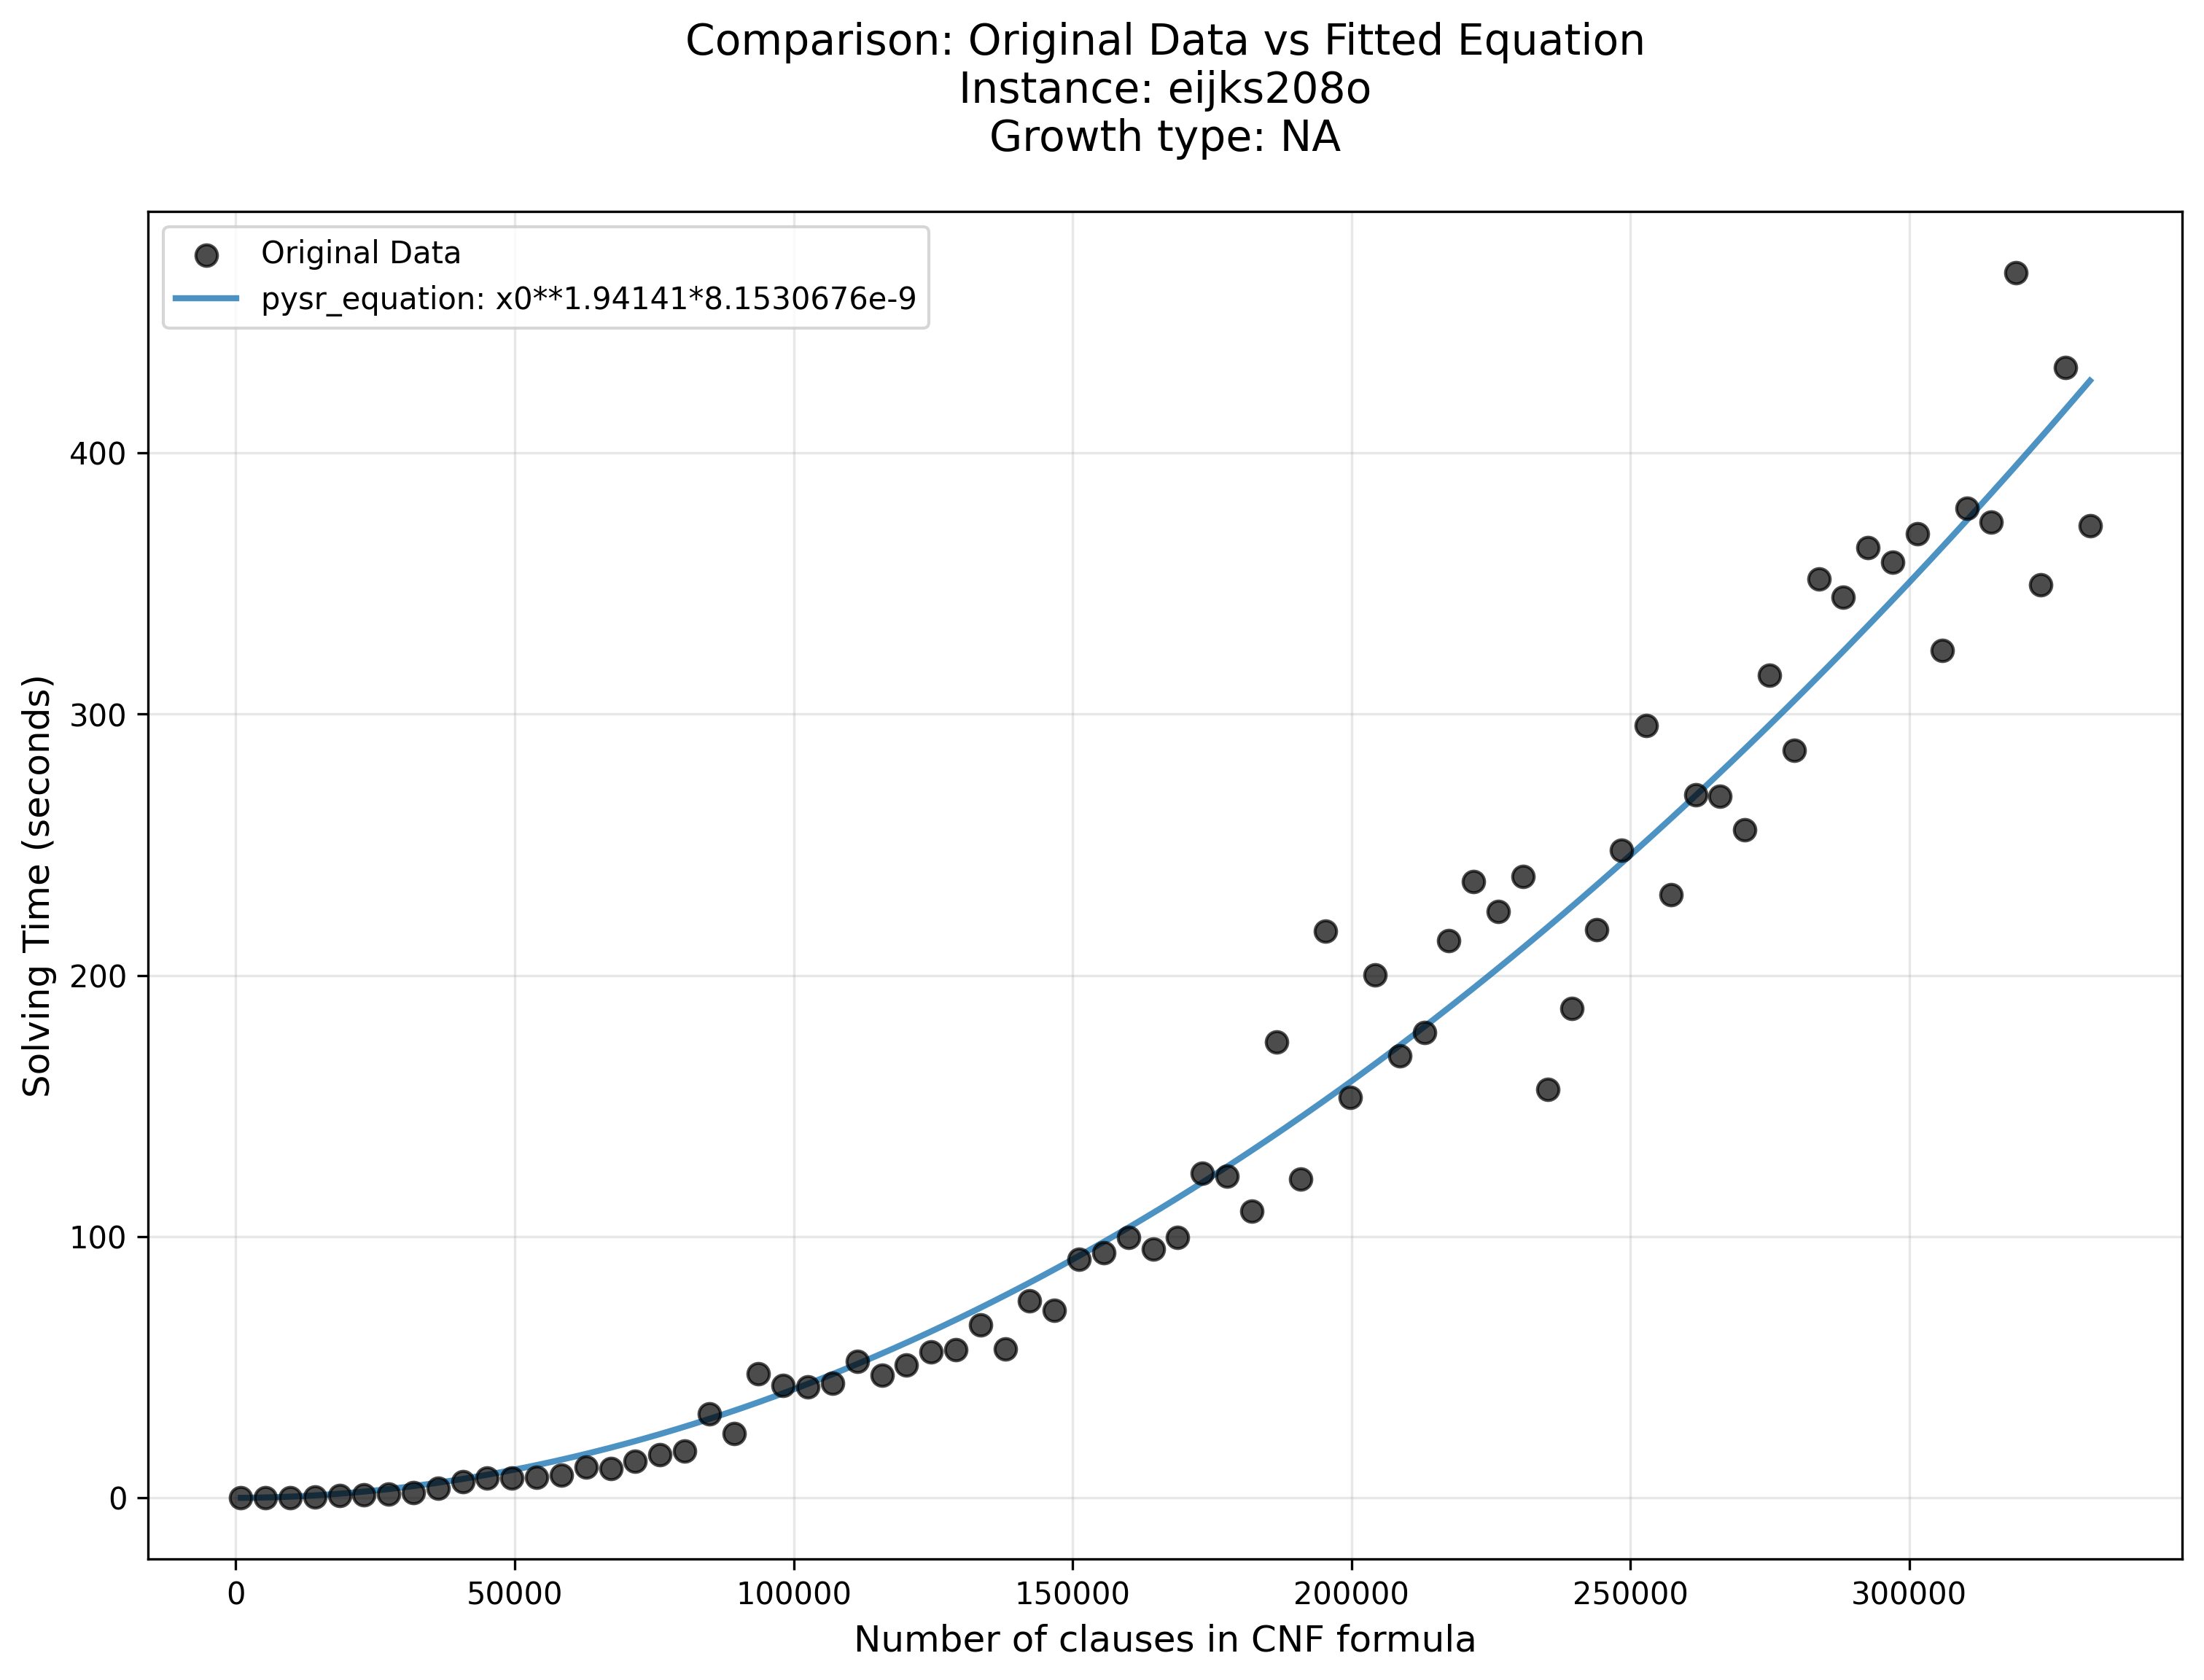 Comparison: Original Data vs Fitted Equation
Instance: eijks208o
Growth type: NA
Original Data
pysr_equation: x0**1.94141*8.1530676e-9
400
300
200
100
0
Solving Time (seconds)
0 50000 100000 150000 200000 250000 300000
Number of clauses in CNF formula